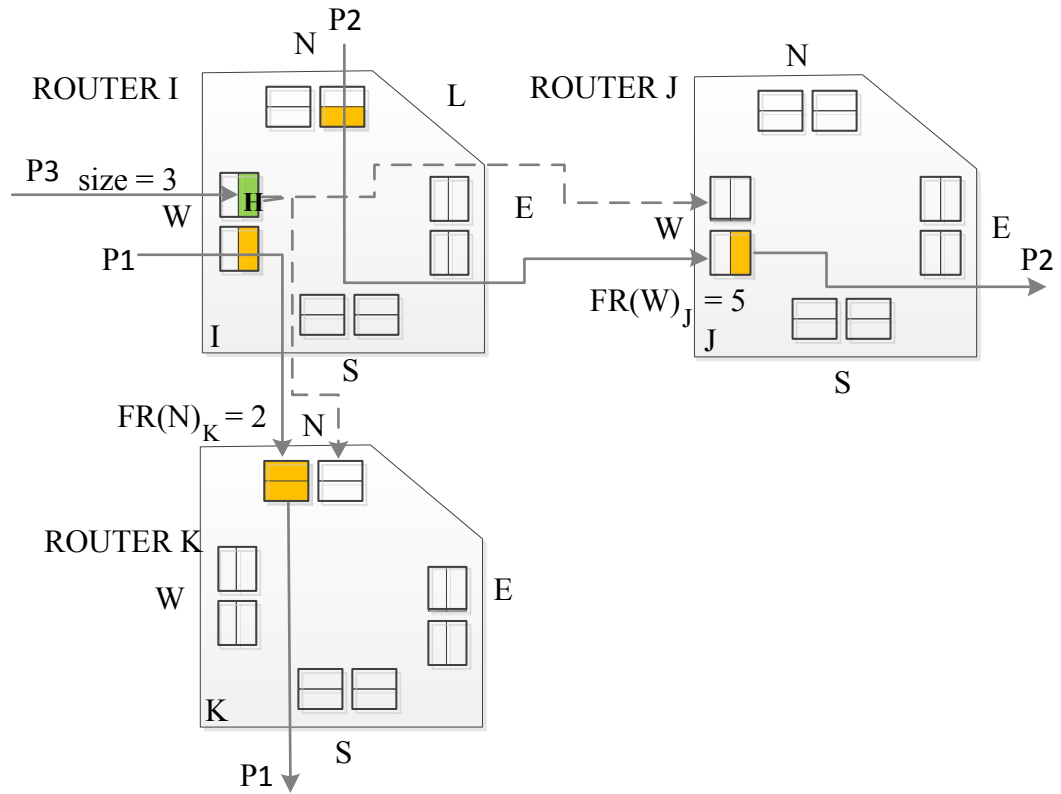 P2
N
N
ROUTER I
L
ROUTER J
P3 size = 3
H
W
E
W
E
P1
P2
FR(W)J = 5
I
J
S
S
FR(N)K = 2
N
ROUTER K
W
E
K
S
P1